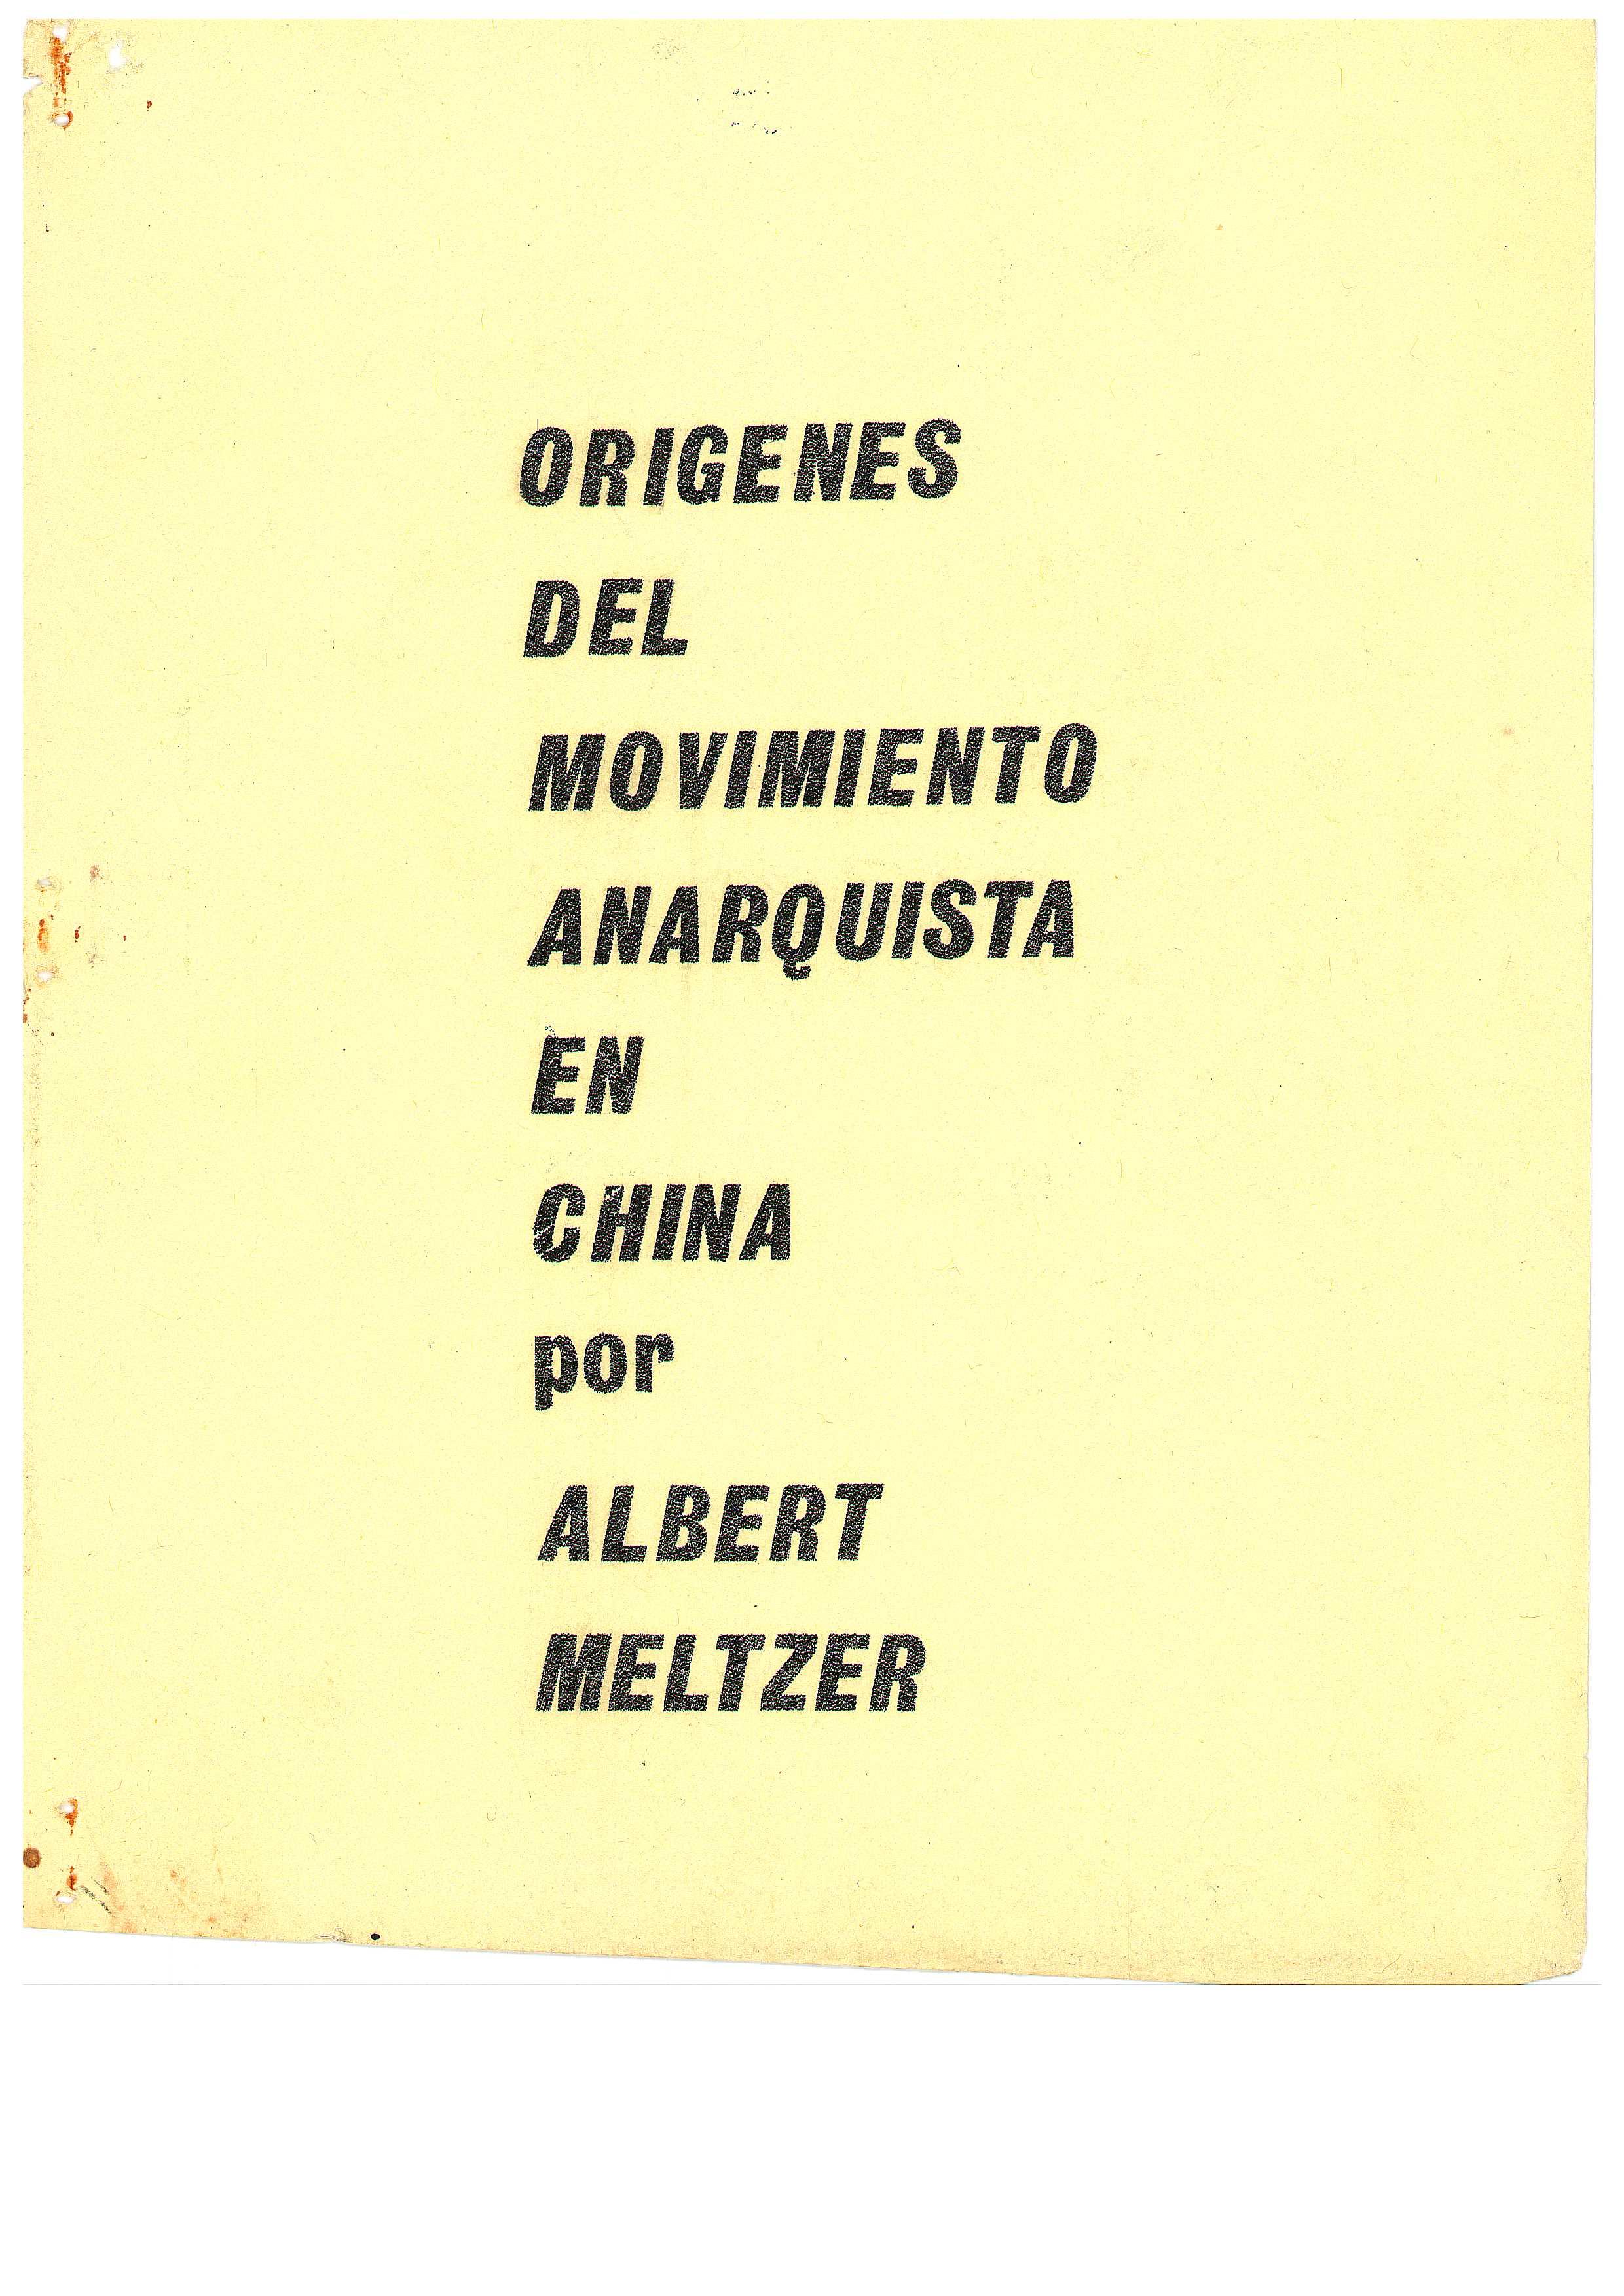 ORIGENES
DEL
MOVIMIENTO
ANARQUISTA
EN
CHINA
por
ALBERT
MELTZER